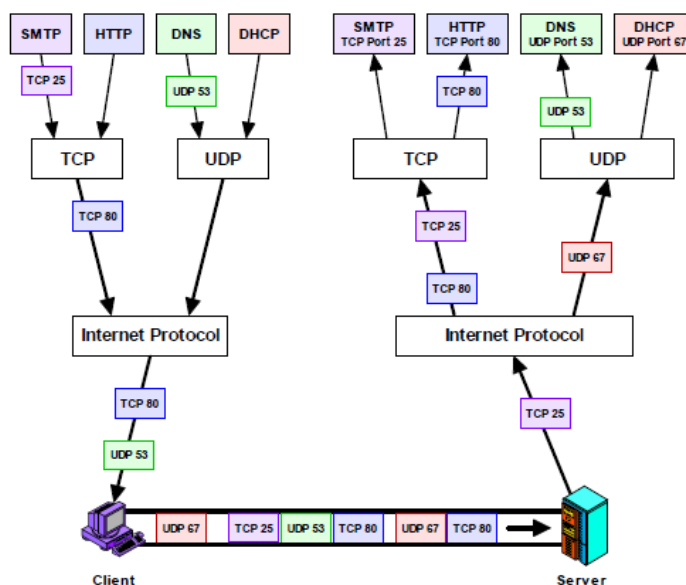 SMTP HTTP DNS DHCP
SMTP HTTP DNS DHCP
TCP Port 25 TCP Port 80 UDP Port 53 UDP Port 67
TCP 25 UDP 53
TCP 80 UDP 53
TCP UDP
TCP UDP
TCP 80
TCP 25
UDP 67
TCP 80
Internet Protocol
Internet Protocol
TCP 80
TCP 25
UDP 53
UDP 67 TCP 25 UDP 53 TCP 80 UDP 67 TCP 80
Client
Server